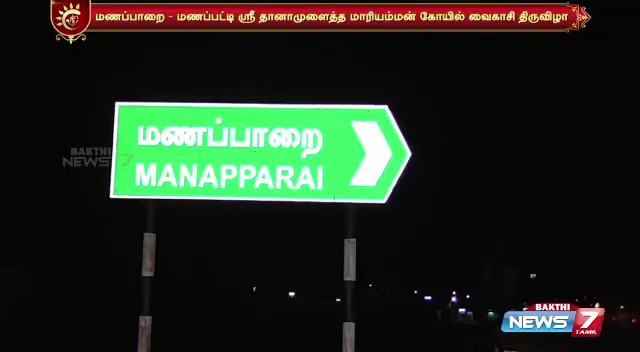 மணப்பாறை - மணப்பட்டி ஸ்ரீ தானாமுளைத்த மாரியம்மன் கோயில் வைகாசி திருவிழா
மணப்பாறை
MANAPPARAI
BAKTHI
NEWS 7
BAKTHI
NEWS 7
TAMIL